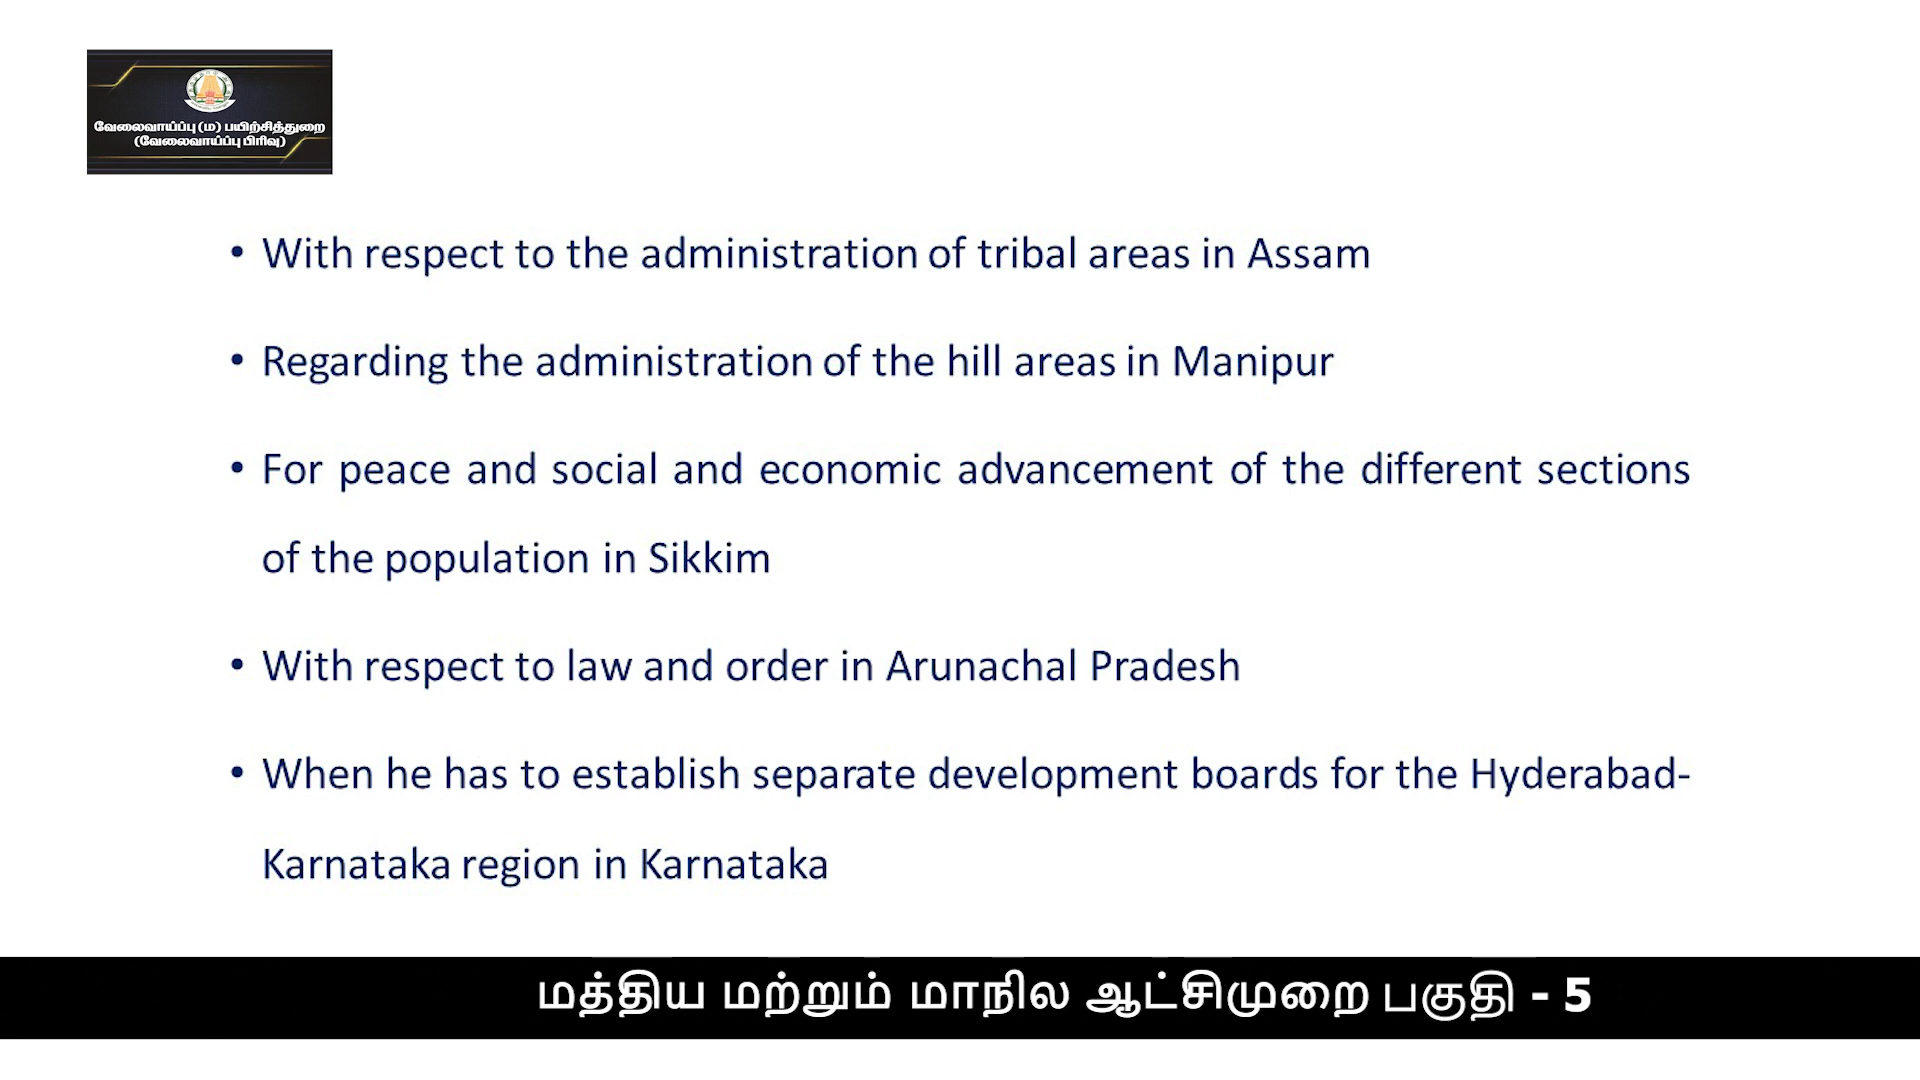 வேலைவாய்ப்பு (ம) பயிற்சித்துறை
(வேலைவாய்ப்பு பிரிவு)
• With respect to the administration of tribal areas in Assam
• Regarding the administration of the hill areas in Manipur
• For peace and social and economic advancement of the different sections
of the population in Sikkim
• With respect to law and order in Arunachal Pradesh
• When he has to establish separate development boards for the Hyderabad-
Karnataka region in Karnataka
மத்திய மற்றும் மாநில ஆட்சிமுறை பகுதி - 5